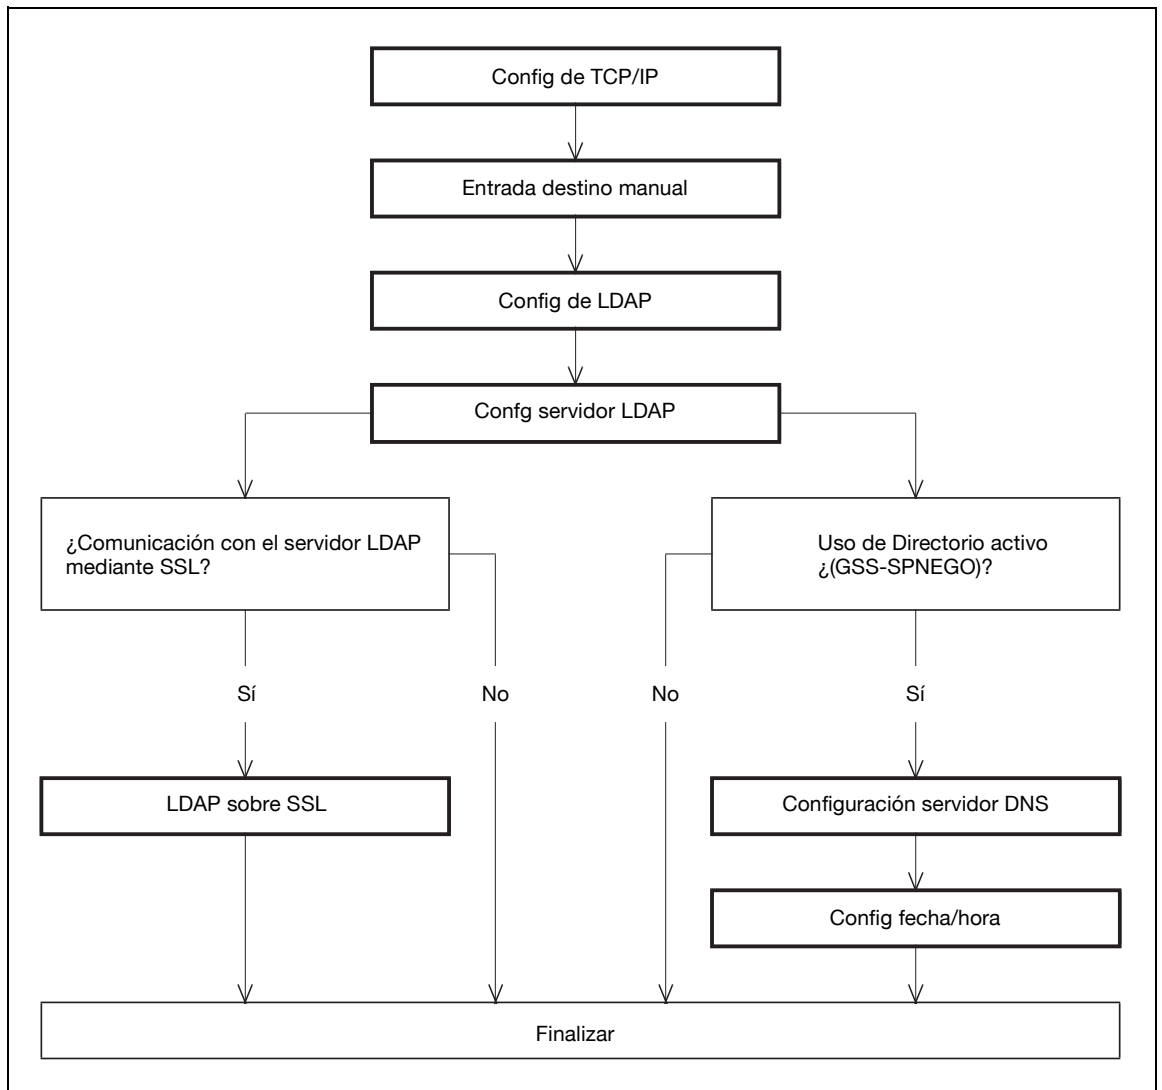 Config de TCP/IP
Entrada destino manual
Config de LDAP
Confg servidor LDAP
¿Comunicación con el servidor LDAP
mediante SSL?
Uso de Directorio activo
¿(GSS-SPNEGO)?
Sí
No
No
Sí
LDAP sobre SSL
Configuración servidor DNS
Config fecha/hora
Finalizar